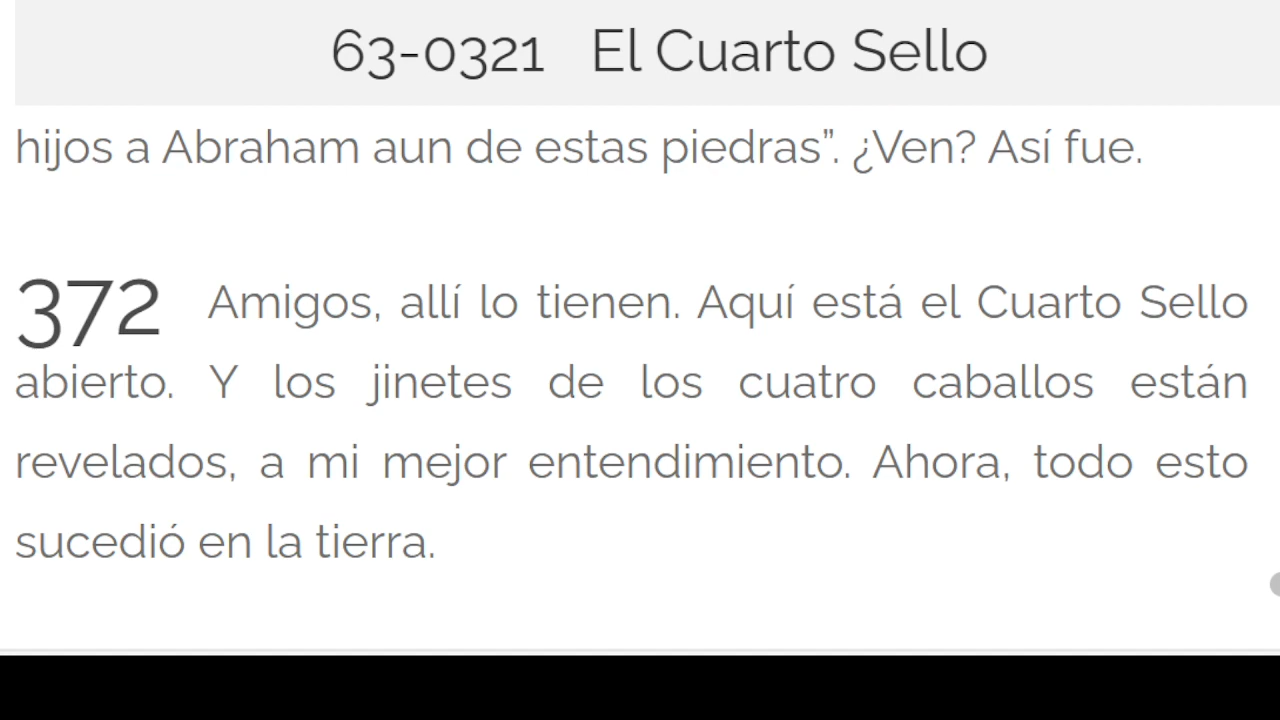 63-0321 El Cuarto Sello
hijos a Abraham aun de estas piedras”. ¿Ven? Así fue.
372 Amigos, allí lo tienen. Aquí está el Cuarto Sello
abierto. Y los jinetes de los cuatro caballos están
revelados, a mi mejor entendimiento. Ahora, todo esto
sucedió en la tierra.